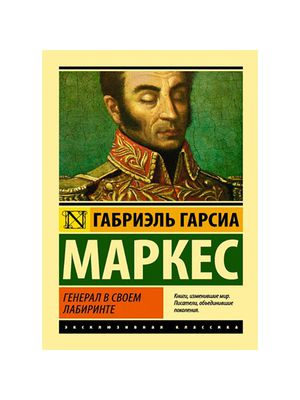 N
ГАБРИЭЛЬ ГАРСИА
МАРКЕС
ГЕНЕРАЛ В СВОЕМ
ЛАБИРИНТЕ
Книги, изменившие мир.
Писатели, объединившие
поколения.
ЭКСКЛЮЗИВНАЯ КЛАССИКА